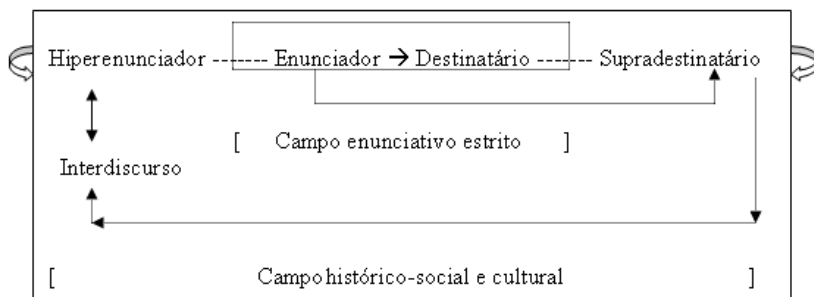 Hiperenunciador ------ Enunciador → Destinatário ------ Supradestinatário
[ Campo enunciativo estrito ]
Interdiscurso
[ Campo histórico-social e cultural ]